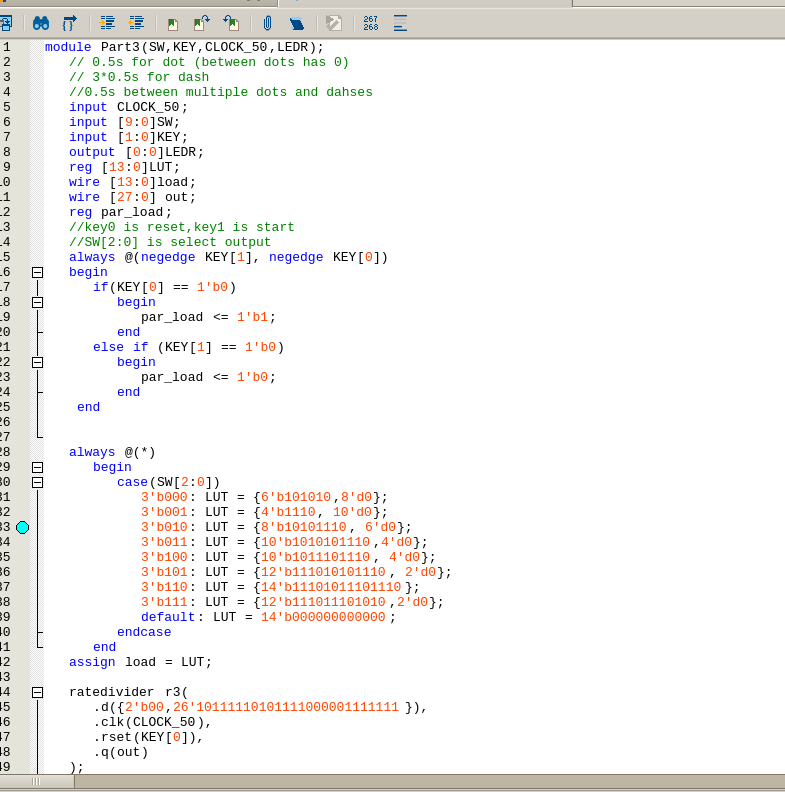 267
268
1 module Part3(SW,KEY,CLOCK_50,LEDR);
2 // 0.5s for dot (between dots has 0)
3 // 3*0.5s for dash
4 //0.5s between multiple dots and dahses
5 input CLOCK_50;
6 input [9:0]SW;
7 input [1:0]KEY;
8 output [0:0]LEDR;
9 reg [13:0]LUT;
10 wire [13:0]load;
11 wire [27:0] out;
12 reg par_load;
13 //key0 is reset,key1 is start
14 //SW[2:0] is select output
15 always @(negedge KEY[1], negedge KEY[0])
16 begin
17 if(KEY[0] == 1'b0)
18 begin
19 par_load <= 1'b1;
20 end
21 else if (KEY[1] == 1'b0)
22 begin
23 par_load <= 1'b0;
24 end
25 end
26
27
28 always @(*)
29 begin
30 case(SW[2:0])
31 3'b000: LUT = {6'b101010,8'd0};
32 3'b001: LUT = {4'b1110, 10'd0};
33 3'b010: LUT = {8'b10101110, 6'd0};
34 3'b011: LUT = {10'b1010101110,4'd0};
35 3'b100: LUT = {10'b1011101110, 4'd0};
36 3'b101: LUT = {12'b111010101110, 2'd0};
37 3'b110: LUT = {14'b11101011101110};
38 3'b111: LUT = {12'b111011101010,2'd0};
39 default: LUT = 14'b000000000000;
40 endcase
41 end
42 assign load = LUT;
43
44 ratedivider r3(
45 .d({2'b00,26'1011111010111100000111111}),
46 .clk(CLOCK_50),
47 .rset(KEY[0]),
48 .q(out)
49 );